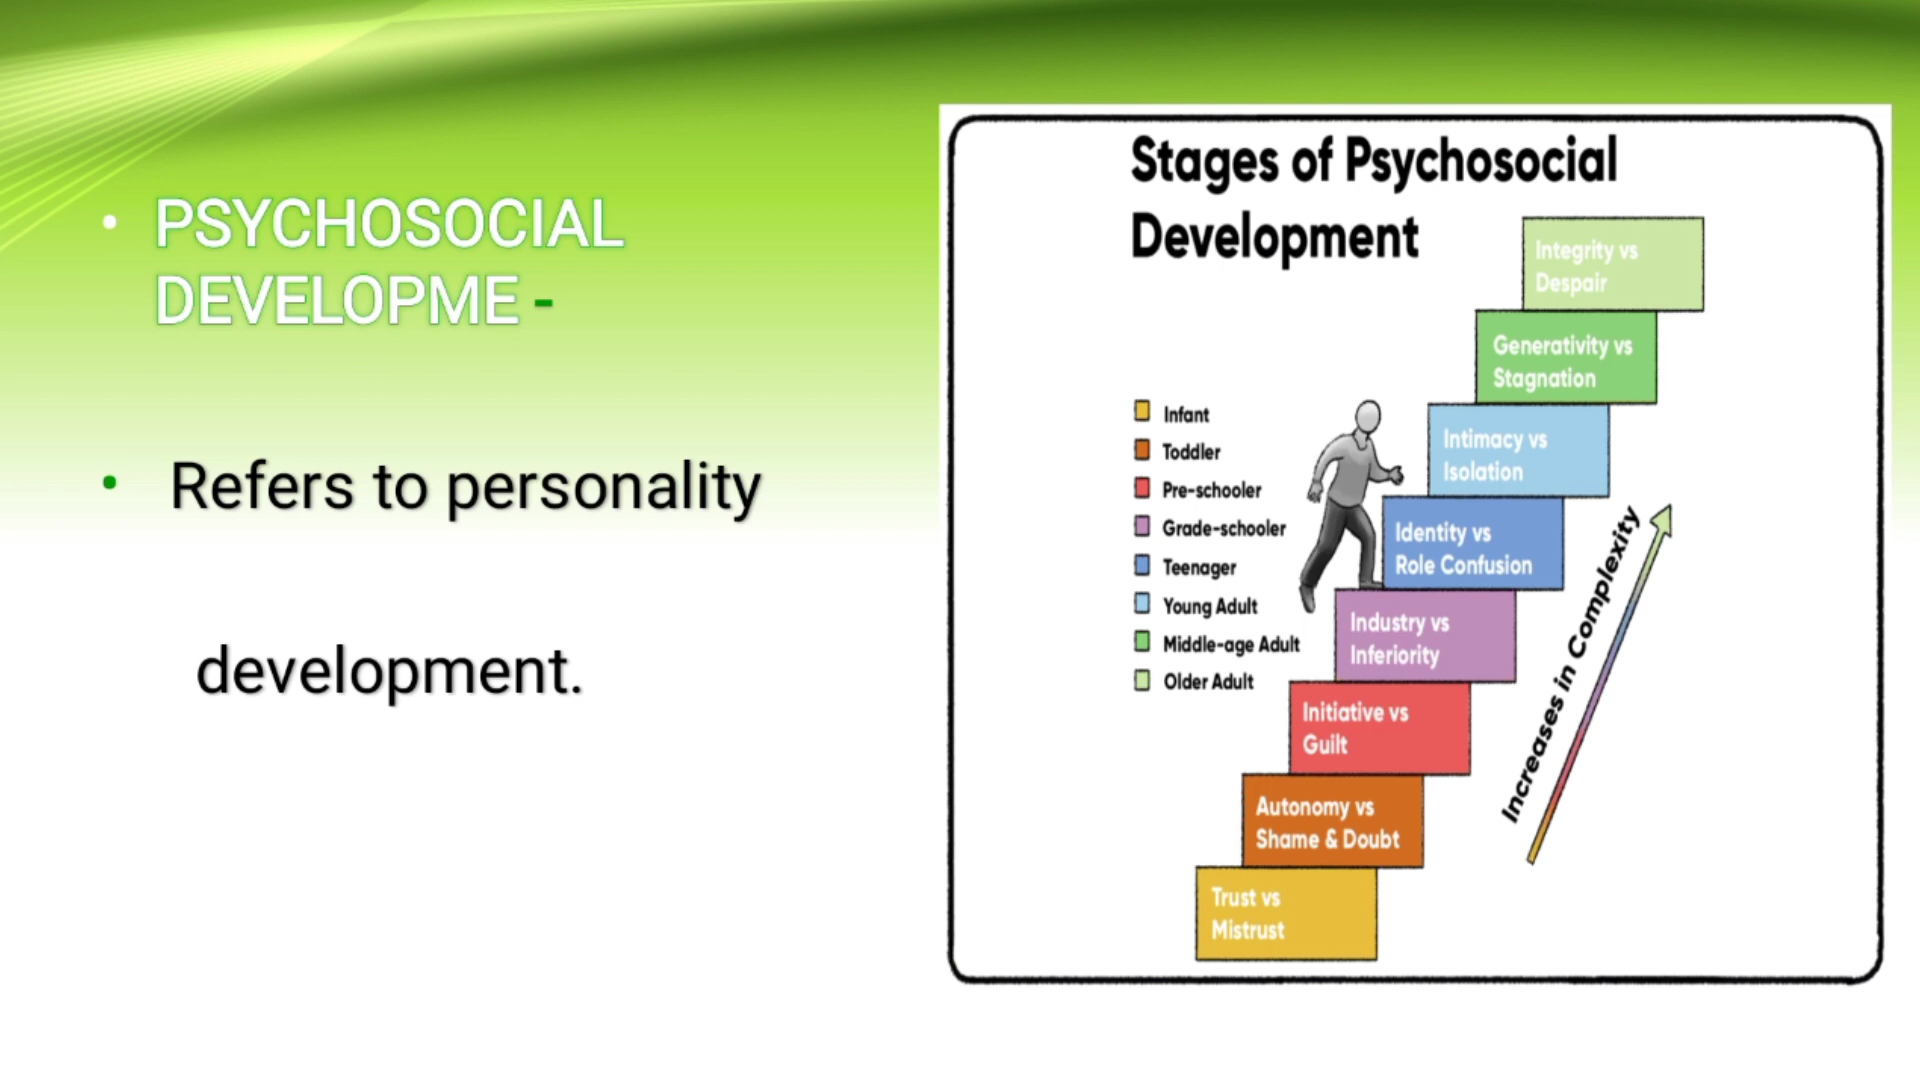 • PSYCHOSOCIAL
DEVELOPME -
• Refers to personality
development.
Stages of Psychosocial
Development
Integrity vs
Despair
Generativity vs
Stagnation
Intimacy vs
Isolation
Identity vs
Role Confusion
Industry vs
Inferiority
Initiative vs
Guilt
Autonomy vs
Shame & Doubt
Trust vs
Mistrust
Infant
Toddler
Pre-schooler
Grade-schooler
Teenager
Young Adult
Middle-age Adult
Older Adult
Increases in Complexity